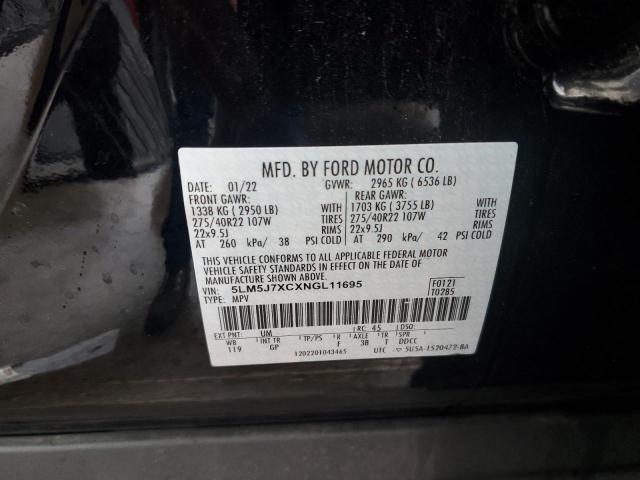 MFD. BY FORD MOTOR CO.
DATE: 01/22 GVWR: 2965 KG ( 6536 LB)
FRONT GAWR: REAR GAWR:
1338 KG ( 2950 LB) WITH 1703 KG ( 3755 LB) WITH
275/40R22 107W TIRES 275/40R22 107W TIRES
22x9.5J RIMS 22x9.5J RIMS
AT 260 kPa/ 38 PSI COLD AT 290 kPa/ 42 PSI COLD
THIS VEHICLE CONFORMS TO ALL APPLICABLE FEDERAL MOTOR
VEHICLE SAFETY AND THEFT PREVENTION STANDARDS IN EFFECT ON THE DATE OF
MANUFACTURE SHOWN ABOVE.
VIN: 5LM5J7XCXNGL11695 F0121
TYPE: MPV T0285
EXT PNT: UM RC: 45 DSO:
WB INT TR TP/PS R AXLE TR SPR
119 GP F 3B T DDCC
1202201043465 UTC 5U5A-1520472-BA